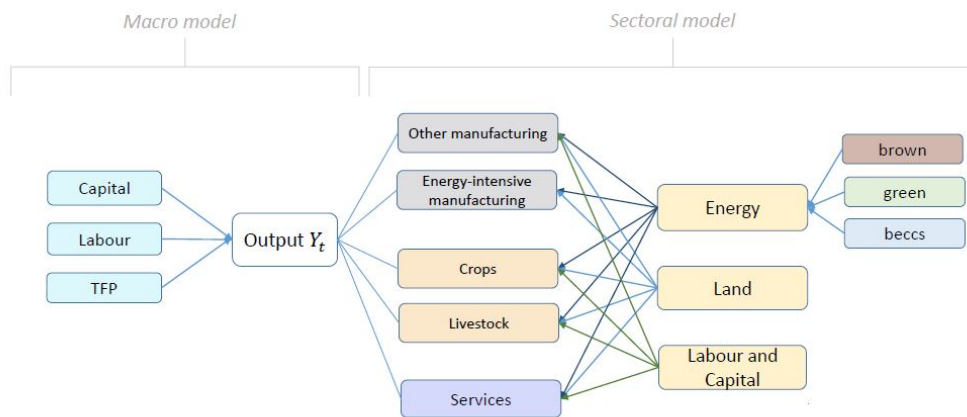 Macro model
Sectoral model
Capital
Labour
TFP
Output Yₜ
Other manufacturing
Energy-intensive
manufacturing
Crops
Livestock
Services
Energy
Land
Labour and
Capital
brown
green
beccs